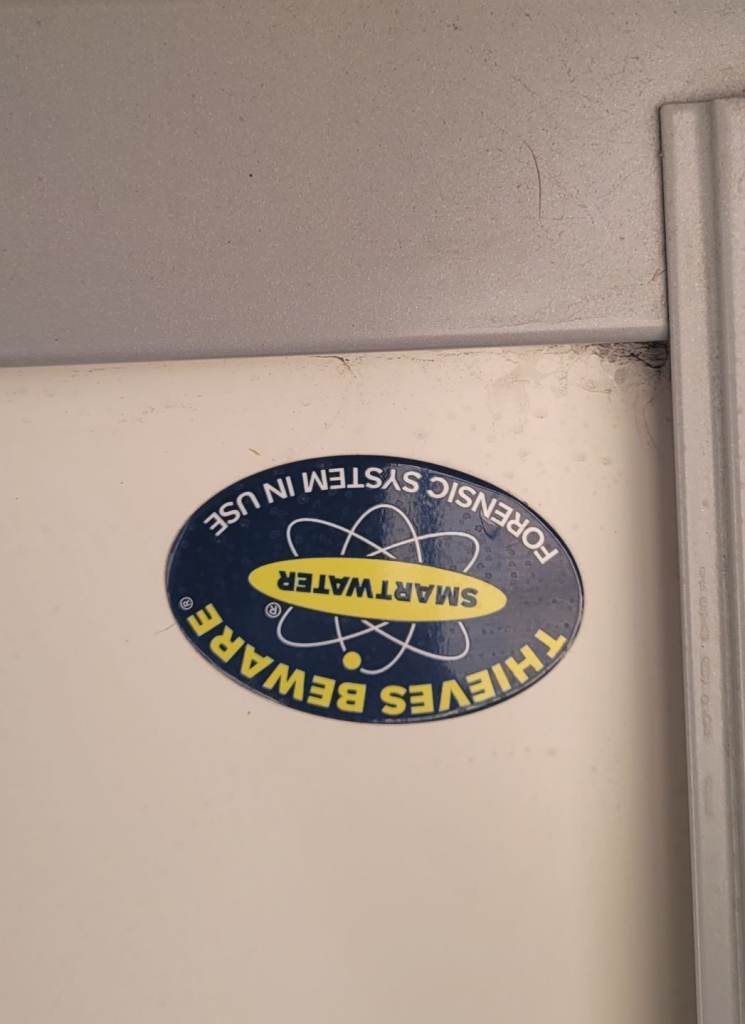 THIEVES BEWARE®
SMARTWATER®
FORENSIC SYSTEM IN USE